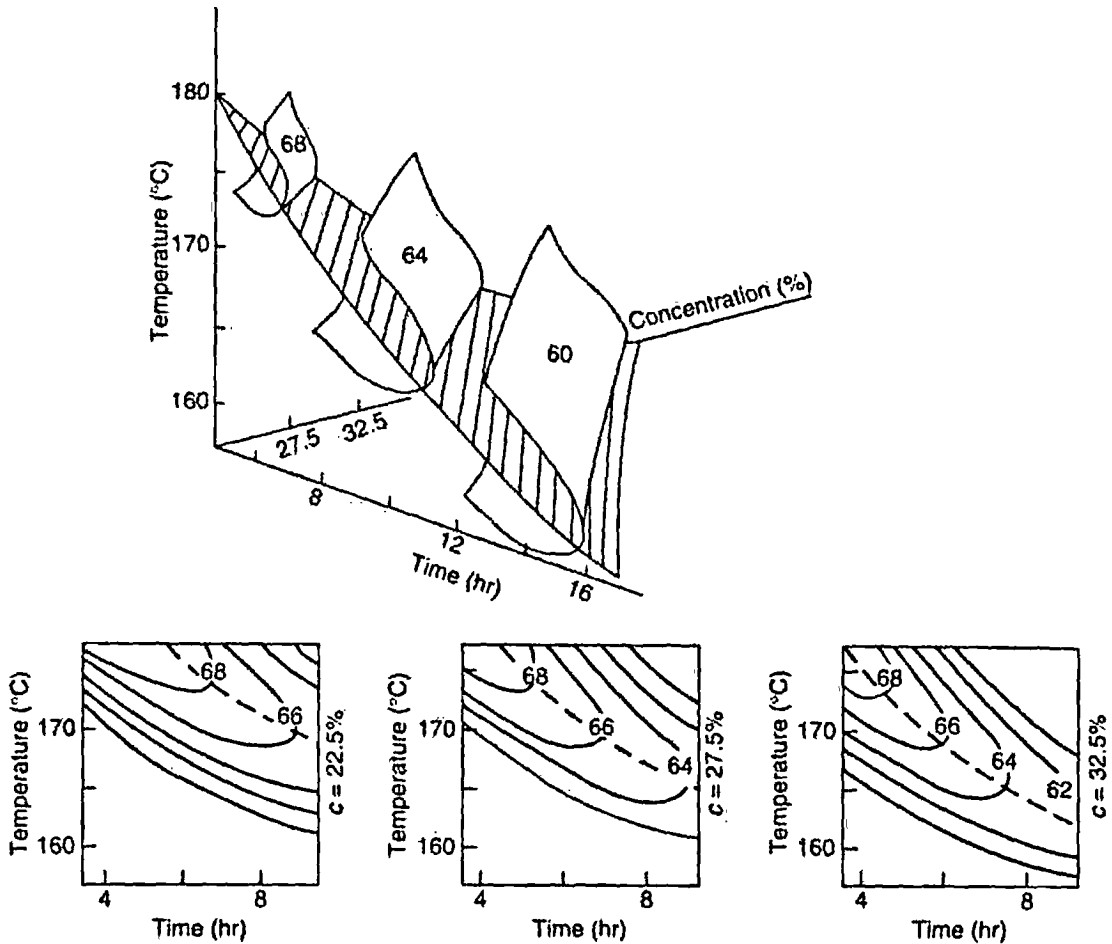 180
170
160
Temperature (°C)
68
64
60
Concentration (%)
27.5
32.5
8
12
16
Time (hr)
Temperature (°C)
170
160
68
66
4
8
Time (hr)
c = 22.5%
Temperature (°C)
170
160
68
66
64
4
8
Time (hr)
c = 27.5%
Temperature (°C)
170
160
68
66
64
62
4
8
Time (hr)
c = 32.5%